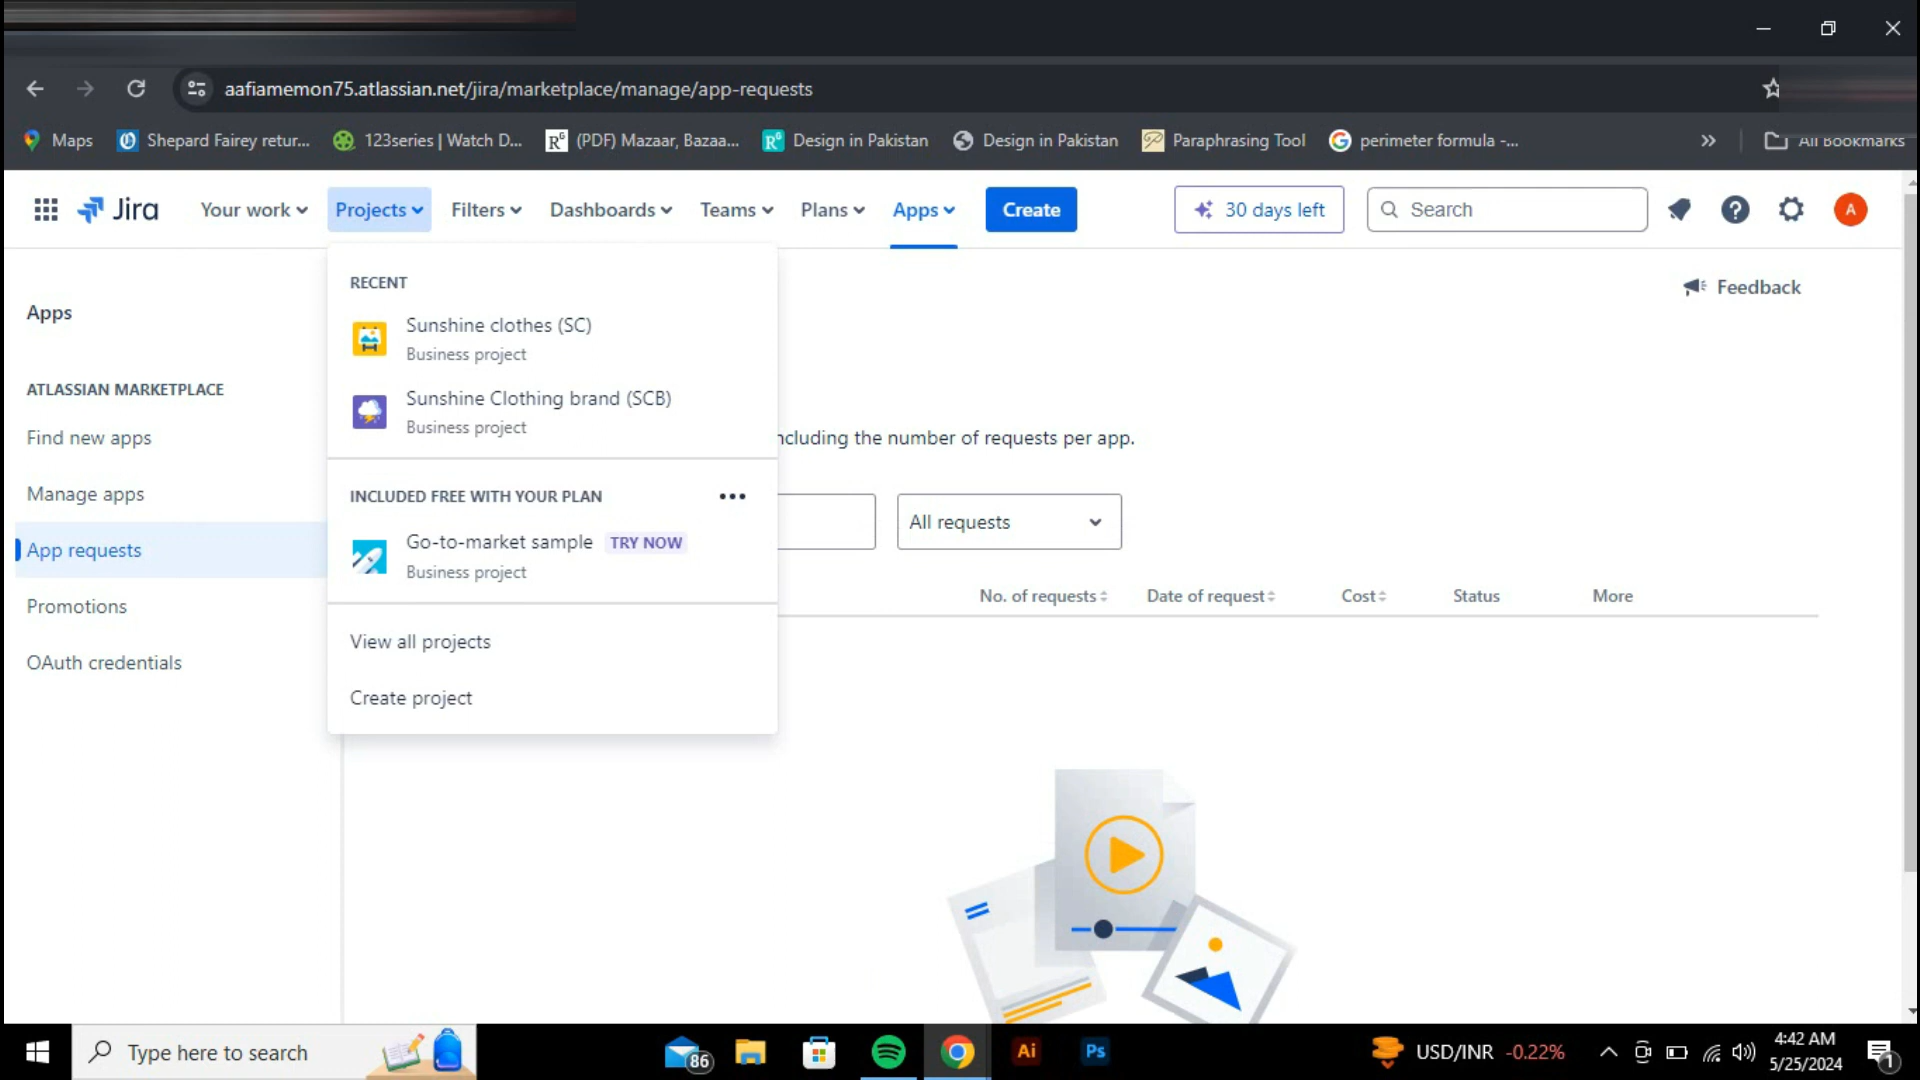 aafiamemon75.atlassian.net/jira/marketplace/manage/app-requests
Maps Shepard Fairey retur... 123series | Watch D... R⁶ (PDF) Mazaar, Bazaa... R⁶ Design in Pakistan Design in Pakistan Paraphrasing Tool perimeter formula -... » All Bookmarks
Jira Your work Projects Filters Dashboards Teams Plans Apps Create 30 days left Search ? A
Feedback
Apps
ATLASSIAN MARKETPLACE
Find new apps
Manage apps
App requests
Promotions
OAuth credentials
RECENT
Sunshine clothes (SC)
Business project
Sunshine Clothing brand (SCB)
Business project
INCLUDED FREE WITH YOUR PLAN
Go-to-market sample TRY NOW
Business project
View all projects
Create project
ncluding the number of requests per app.
All requests
No. of requests Date of request Cost Status More
Type here to search 86 Ai Ps USD/INR -0.22% 4:42 AM
5/25/2024 1